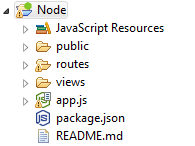 Node
JavaScript Resources
public
routes
views
app.js
package.json
README.md